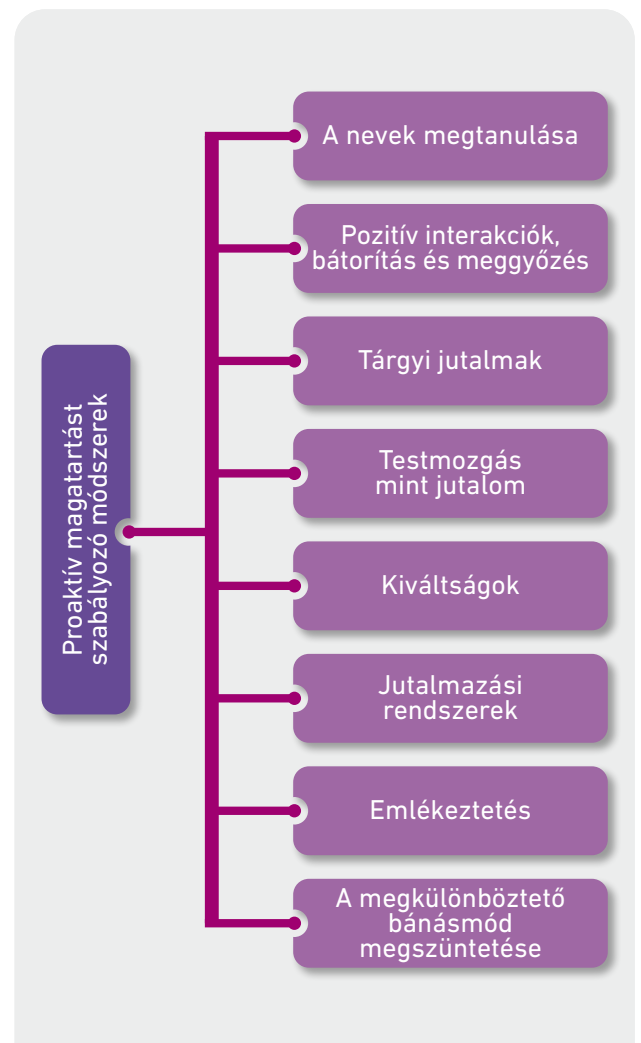 Proaktív magatartást
szabályozó módszerek
A nevek megtanulása
Pozitív interakciók,
bátorítás és meggyőzés
Tárgyi jutalmak
Testmozgás
mint jutalom
Kiváltságok
Jutalmazási
rendszerek
Emlékeztetés
A megkülönböztető
bánásmód
megszüntetése